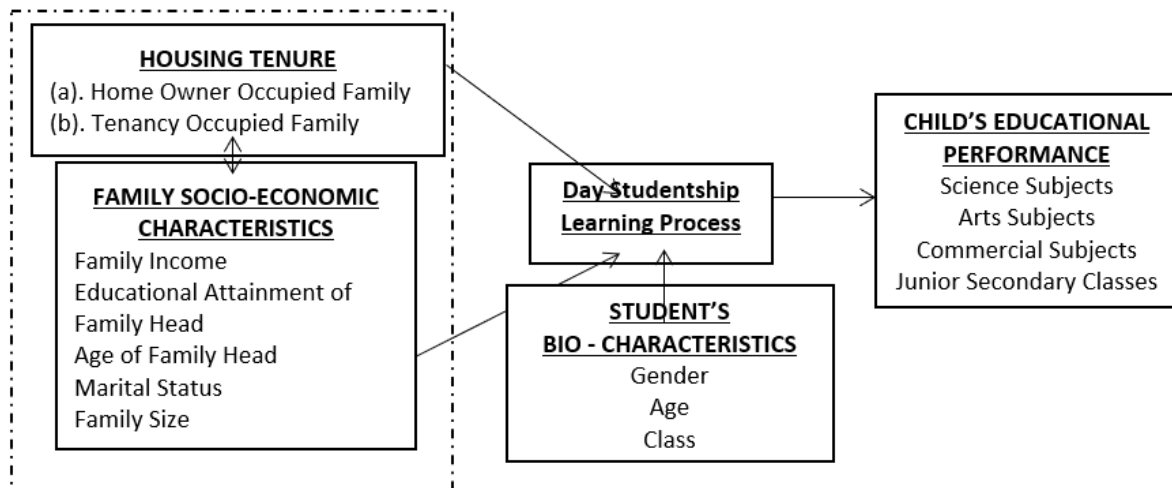 HOUSING TENURE
(a). Home Owner Occupied Family
(b). Tenancy Occupied Family
FAMILY SOCIO-ECONOMIC
CHARACTERISTICS
Family Income
Educational Attainment of
Family Head
Age of Family Head
Marital Status
Family Size
Day Studentship
Learning Process
STUDENT'S
BIO - CHARACTERISTICS
Gender
Age
Class
CHILD'S EDUCATIONAL
PERFORMANCE
Science Subjects
Arts Subjects
Commercial Subjects
Junior Secondary Classes